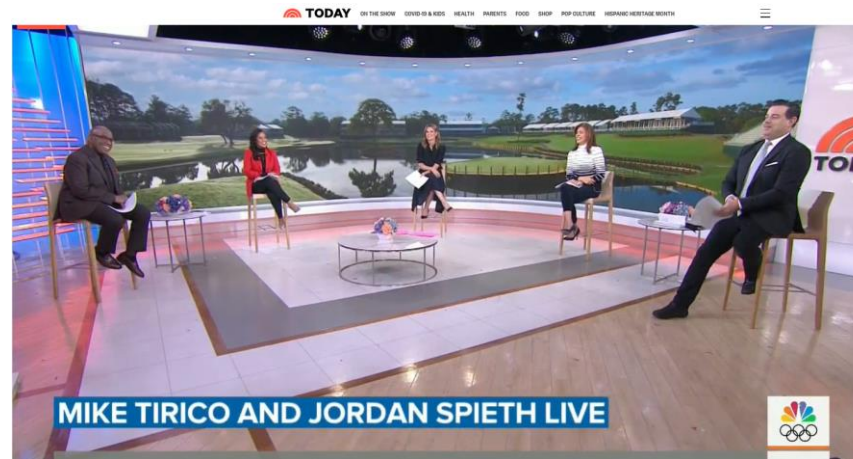 TODAY ON THE SHOW COVID-19 & KIDS HEALTH PARENTS FOOD SHOP POP CULTURE HISPANIC HERITAGE MONTH
TO
MIKE TIRICO AND JORDAN SPIETH LIVE